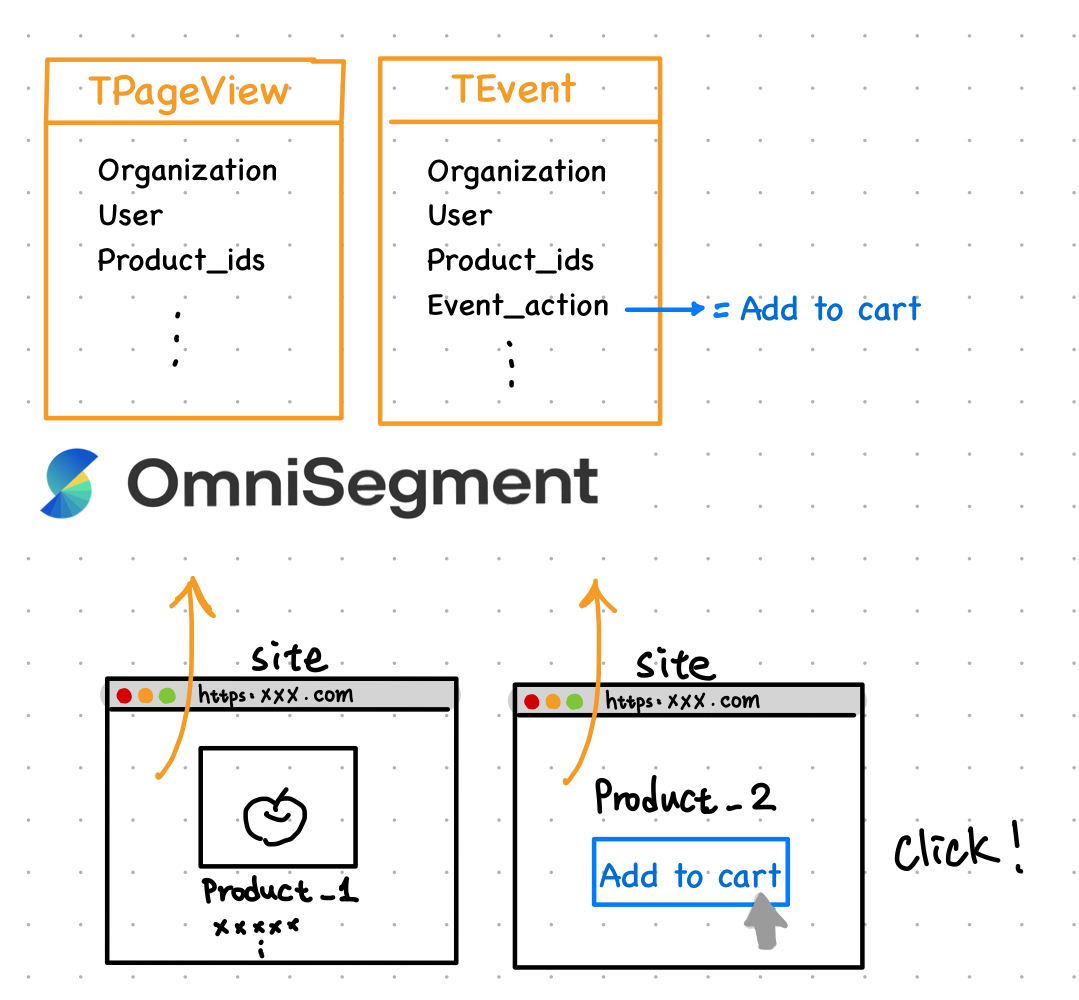 TPageView
Organization
User
Product_ids
TEvent
Organization
User
Product_ids
Event_action
= Add to cart
OmniSegment
site
https: xxx.com
Product_1
xxxxx
site
https: xxx.com
Product_2
Add to cart
Click!